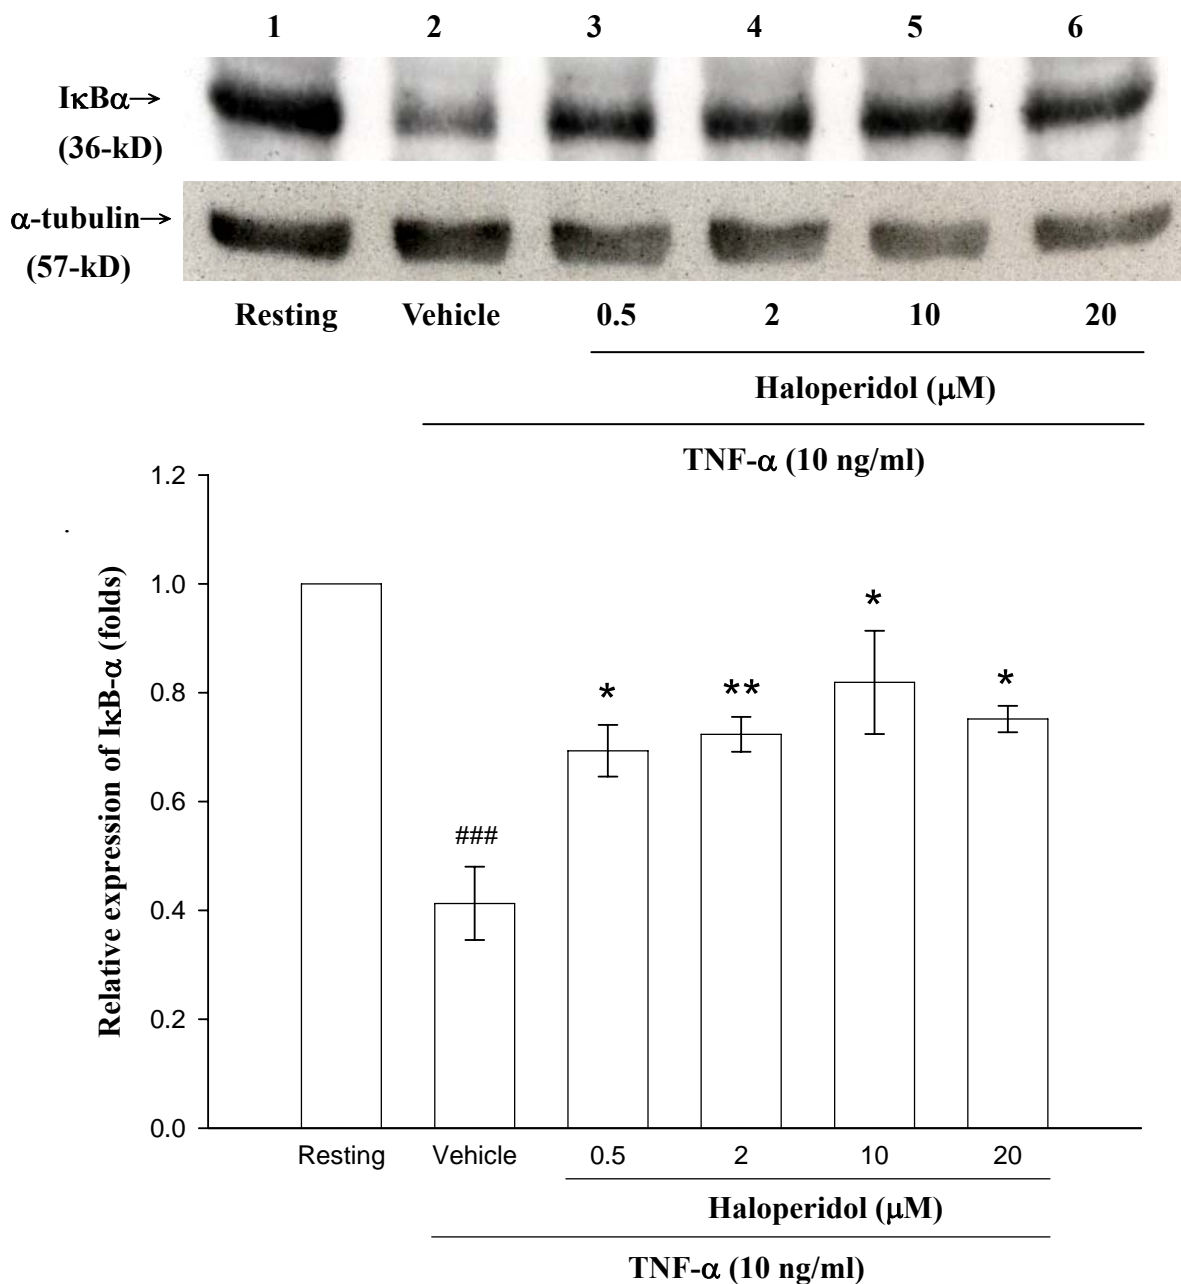 1 2 3 4 5 6
IκBα→
(36-kD)
α-tubulin→
(57-kD)
Resting Vehicle 0.5 2 10 20
Haloperidol (μM)
TNF-α (10 ng/ml)
Relative expression of IκB-α (folds)
1.2
1.0
0.8
0.6
0.4
0.2
0.0
###
*
**
*
*
Resting Vehicle 0.5 2 10 20
Haloperidol (μM)
TNF-α (10 ng/ml)